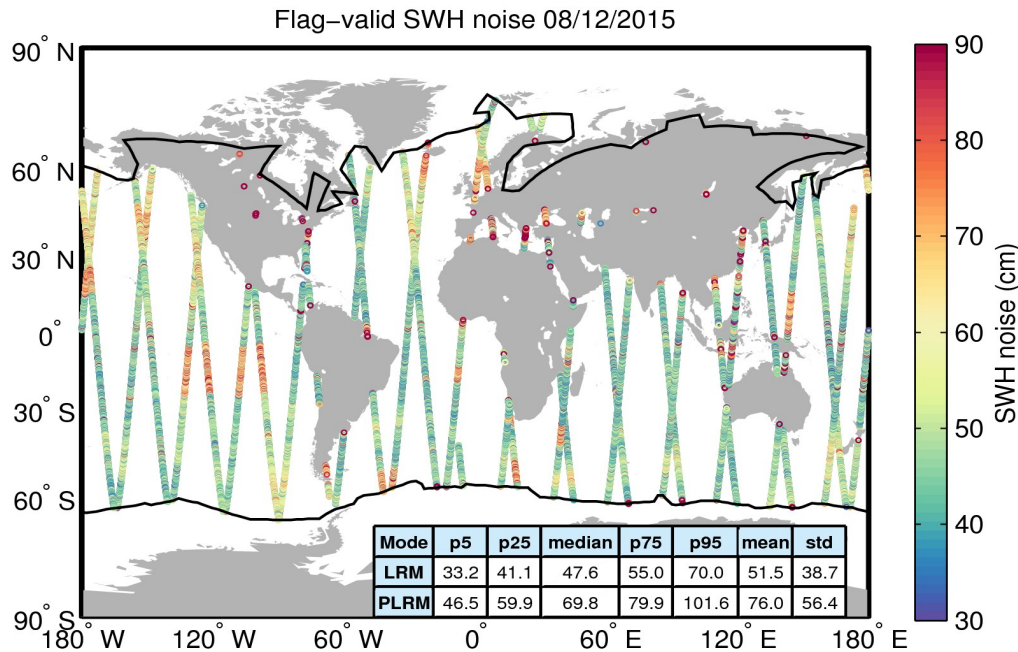 Flag−valid SWH noise 08/12/2015
90° N
60° N
30° N
0°
30° S
60° S
90° S
180° W
120° W
60° W
0°
60° E
120° E
180° E
Mode p5 p25 median p75 p95 mean std
LRM 33.2 41.1 47.6 55.0 70.0 51.5 38.7
PLRM 46.5 59.9 69.8 79.9 101.6 76.0 56.4
90
80
70
60
50
40
30
SWH noise (cm)